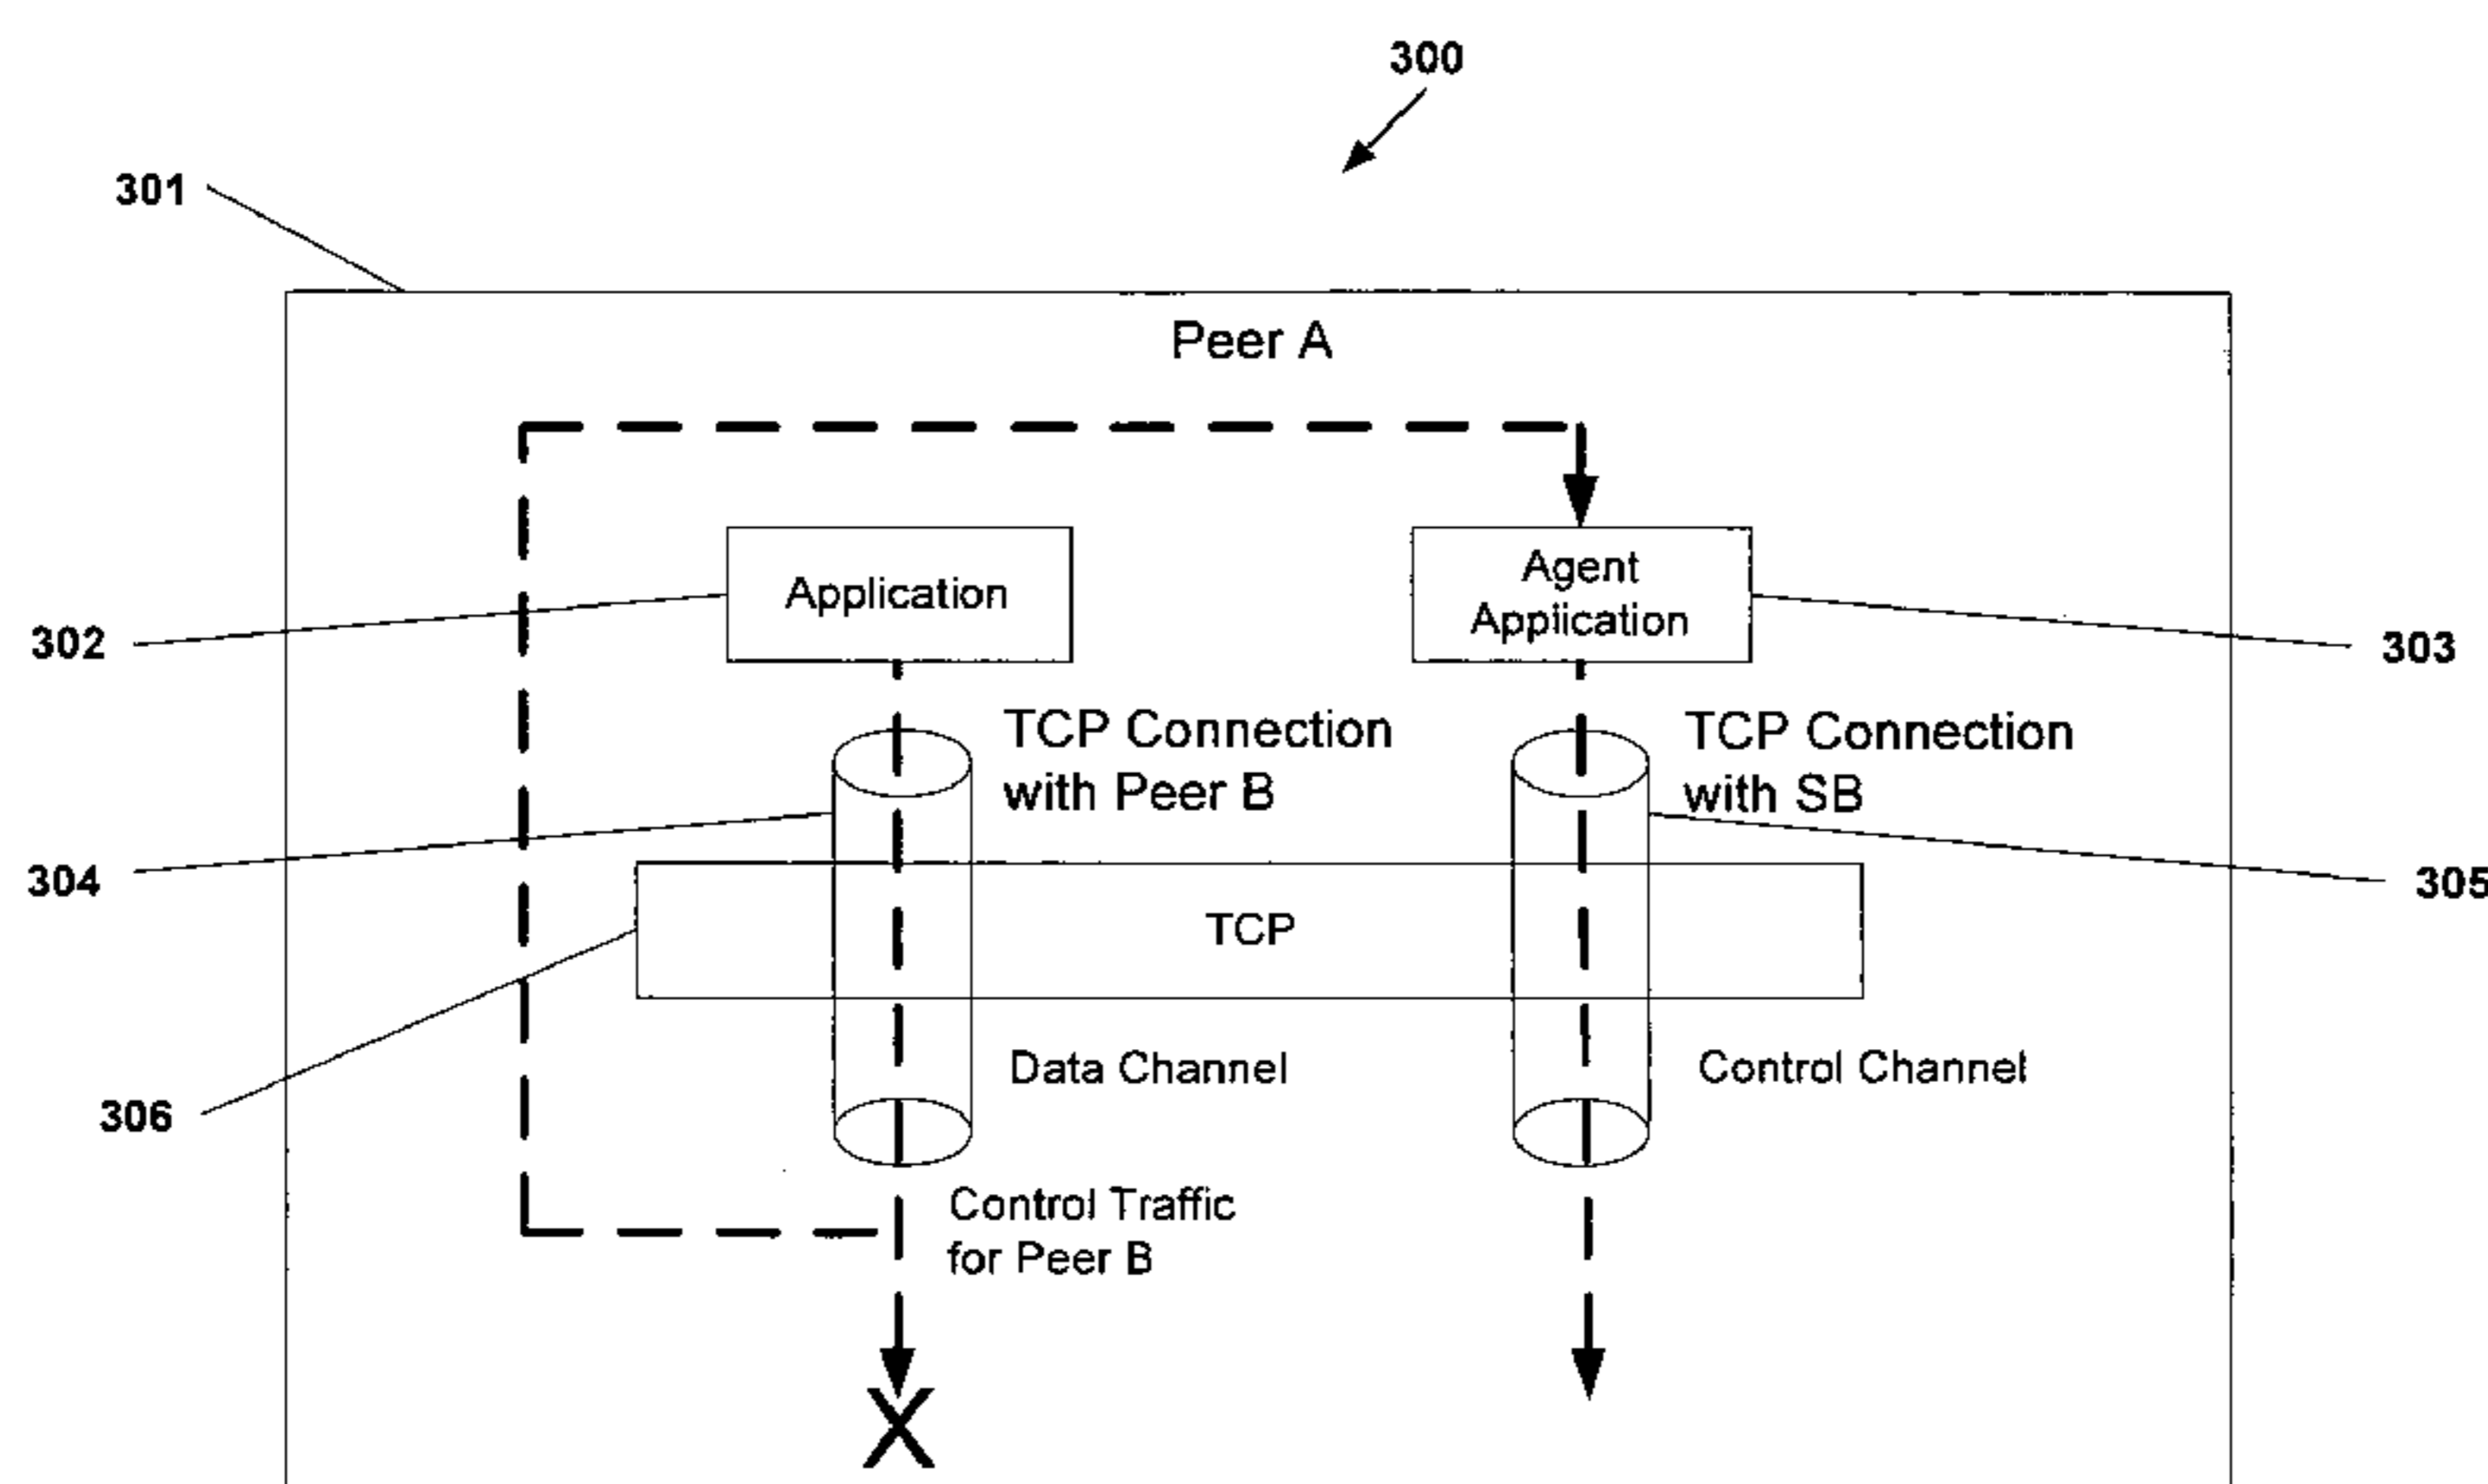 300
301
Peer A
Application
Agent
Application
302
303
TCP Connection
with Peer B
TCP Connection
with SB
304
305
TCP
306
Data Channel
Control Channel
Control Traffic
for Peer B
X